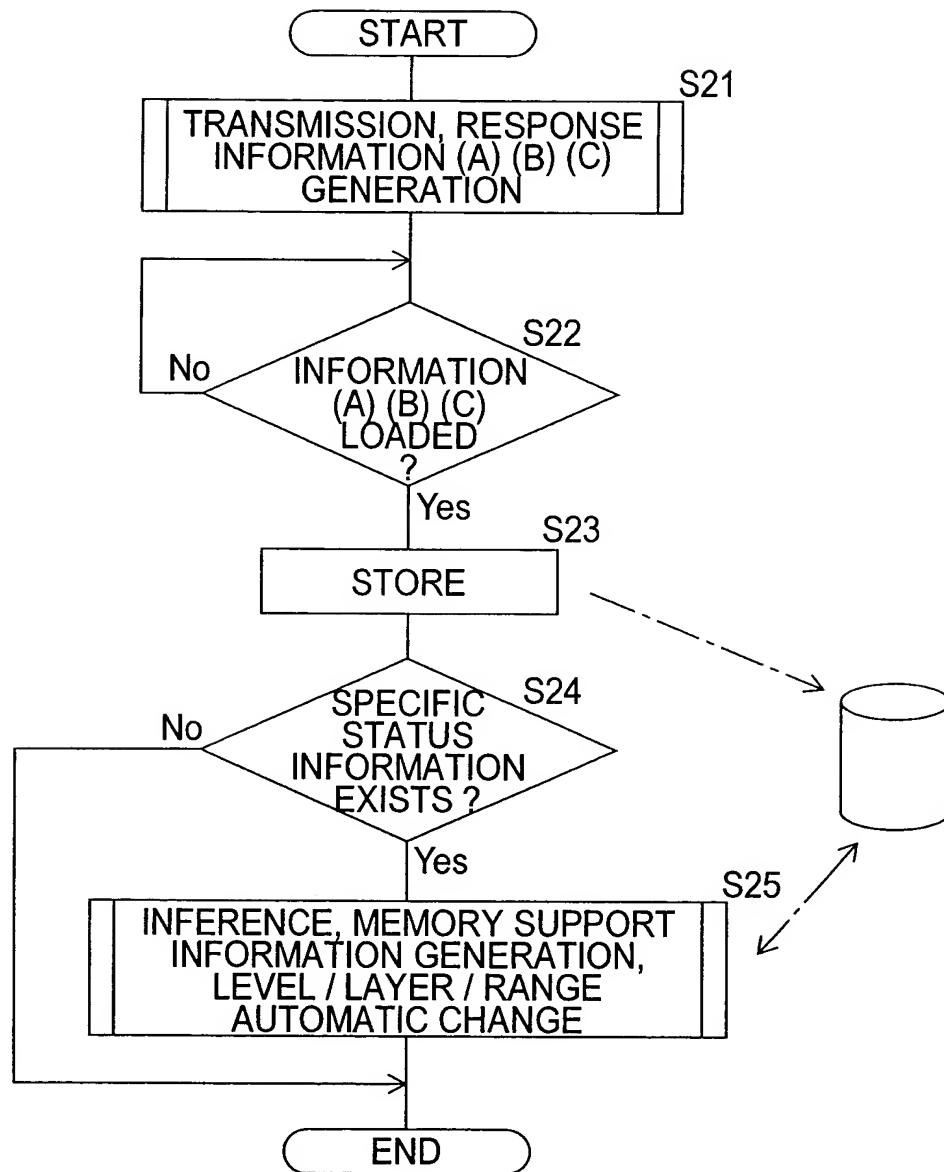 START
S21
TRANSMISSION, RESPONSE
INFORMATION (A) (B) (C)
GENERATION
S22
No
INFORMATION
(A) (B) (C)
LOADED
?
Yes
S23
STORE
S24
No
SPECIFIC
STATUS
INFORMATION
EXISTS ?
Yes
S25
INFERENCE, MEMORY SUPPORT
INFORMATION GENERATION,
LEVEL / LAYER / RANGE
AUTOMATIC CHANGE
END